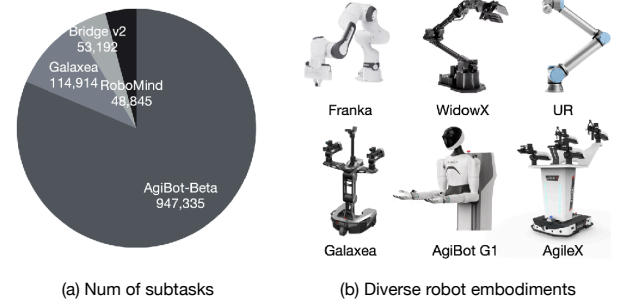 Bridge v2
53,192
Galaxea
114,914
RoboMind
48,845
AgiBot-Beta
947,335
(a) Num of subtasks
Franka
WidowX
UR
Galaxea
AgiBot G1
AgileX
(b) Diverse robot embodiments